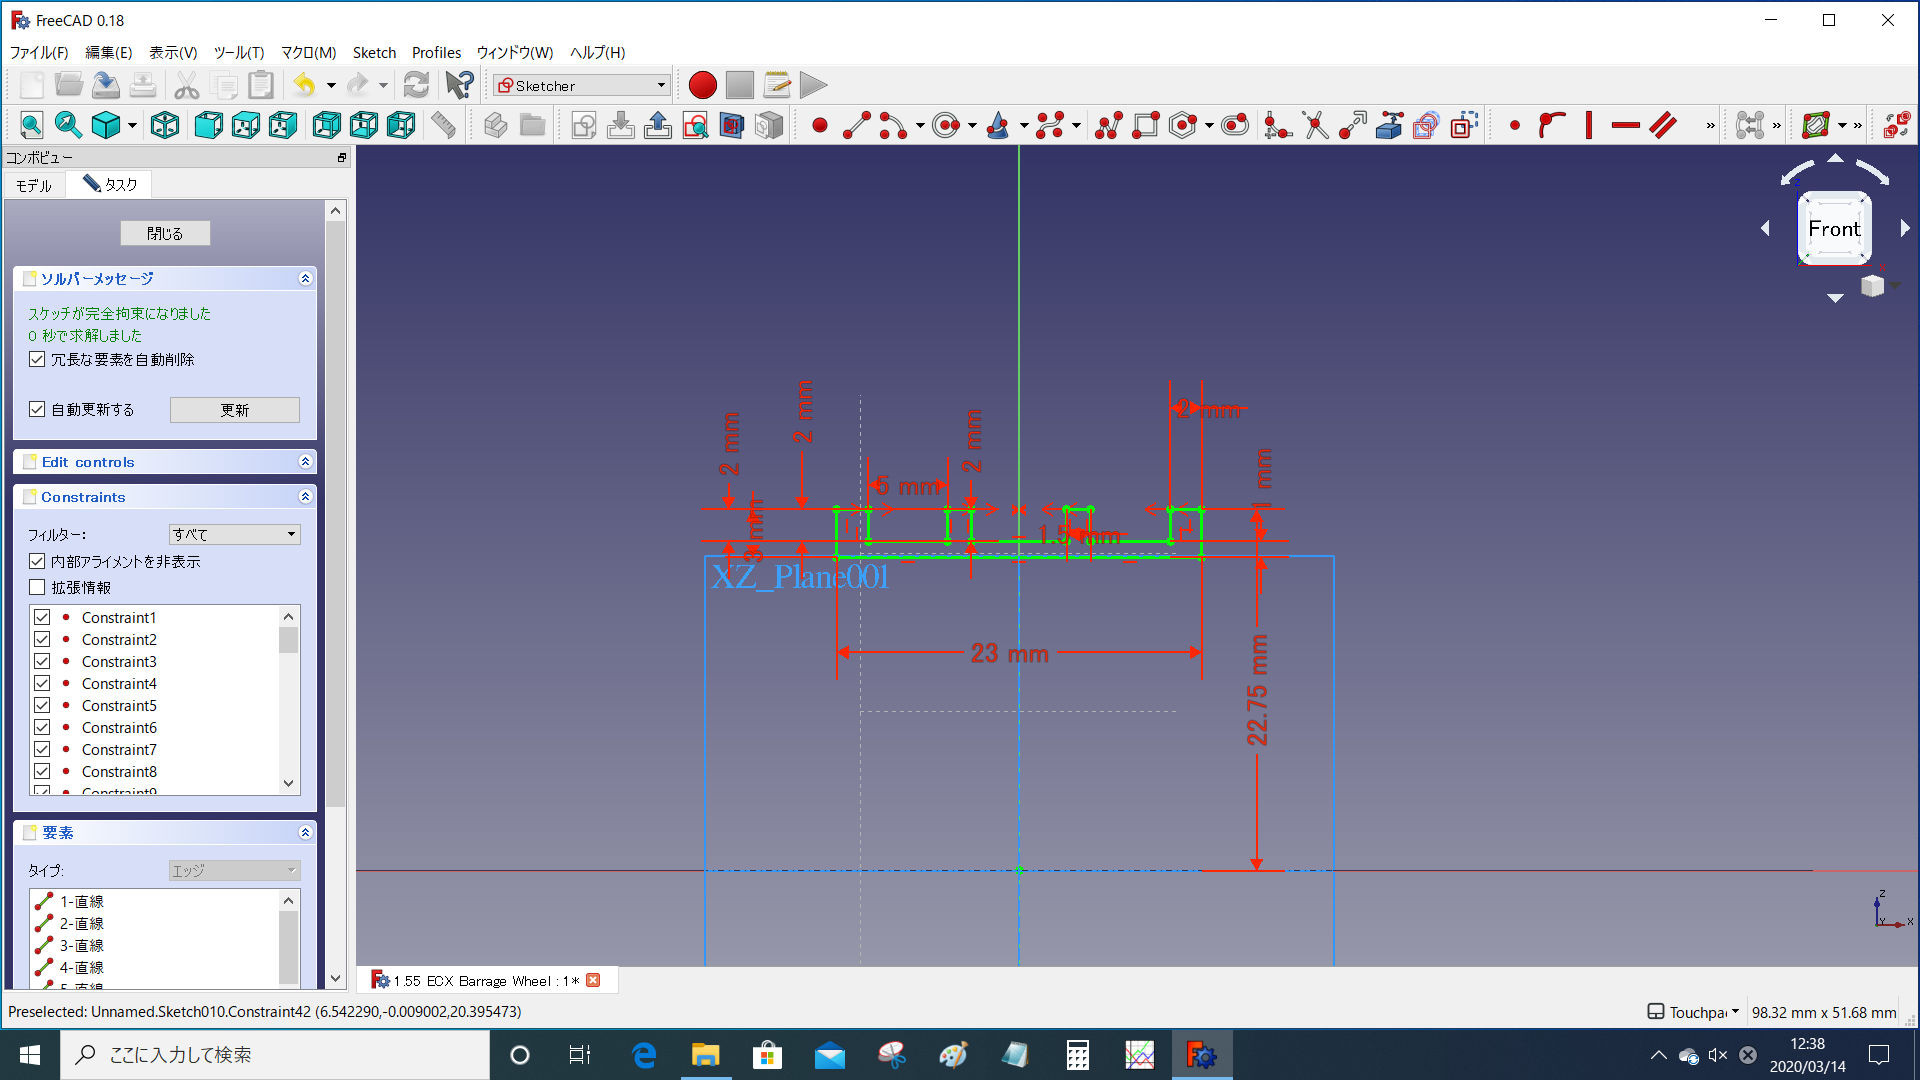 FreeCAD 0.18
ファイル(F) 編集(E) 表示(V) ツール(T) マクロ(M) Sketch Profiles ウィンドウ(W) ヘルプ(H)
Sketcher
コンボビュー
モデル タスク
閉じる
ソルバーメッセージ
スケッチが完全拘束になりました
0 秒で求解しました
冗長な要素を自動削除
自動更新する 更新
Edit controls
Constraints
フィルター: すべて
内部アライメントを非表示
拡張情報
Constraint1
Constraint2
Constraint3
Constraint4
Constraint5
Constraint6
Constraint7
Constraint8
Constraint9
要素
タイプ: エッジ
1-直線
2-直線
3-直線
4-直線
5-直線
Front
z
2 mm
2 mm
2 mm
2 mm
5 mm
1 mm
3 mm
1.5 mm
XZ_Plane001
23 mm
22.75 mm
Z
Y
X
1.55 ECX Barrage Wheel : 1*
Preselected: Unnamed.Sketch010.Constraint42 (6.542290,-0.009002,20.395473)
Touchpa
98.32 mm x 51.68 mm
ここに入力して検索
12:38
2020/03/14